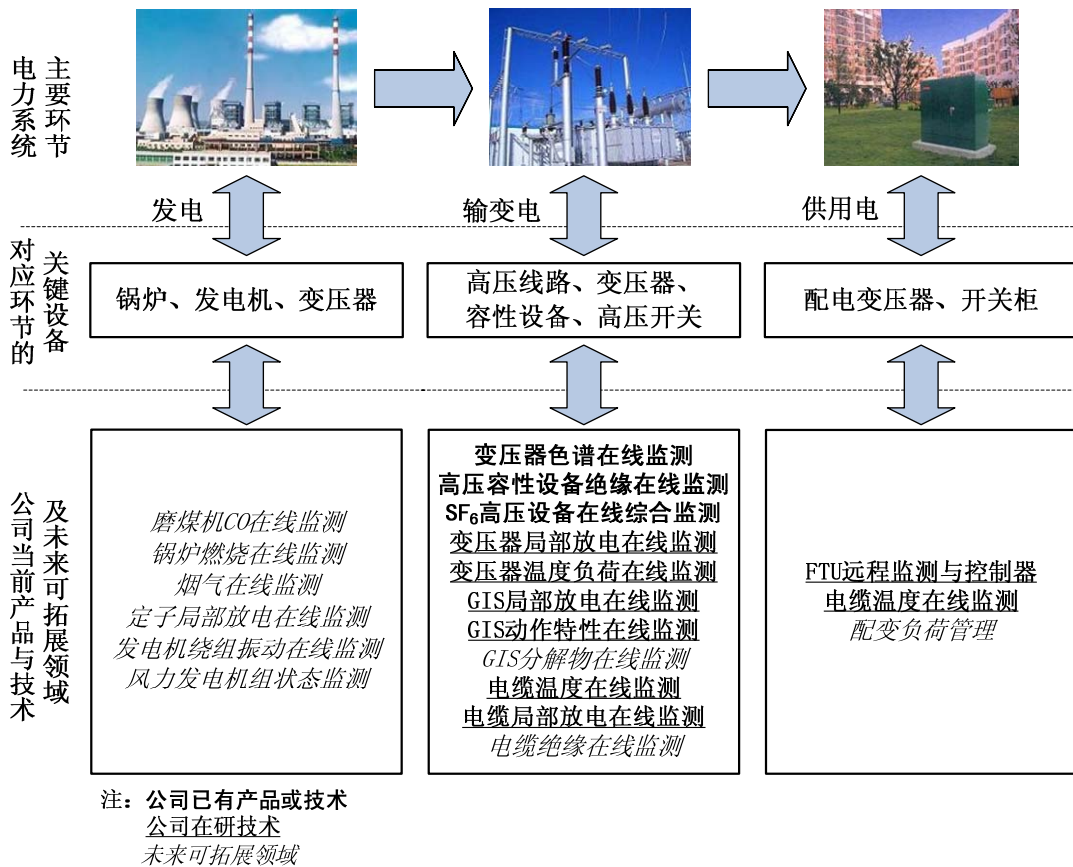 电力系统
主要环节
发电
输变电
供用电
对应环节的
关键设备
锅炉、发电机、变压器
高压线路、变压器、
容性设备、高压开关
配电变压器、开关柜
公司当前产品与技术
及未来可拓展领域
磨煤机CO在线监测
锅炉燃烧在线监测
烟气在线监测
定子局部放电在线监测
发电机绕组振动在线监测
风力发电机组状态监测
变压器色谱在线监测
高压容性设备绝缘在线监测
SF₆高压设备在线综合监测
变压器局部放电在线监测
变压器温度负荷在线监测
GIS局部放电在线监测
GIS动作特性在线监测
GIS分解物在线监测
电缆温度在线监测
电缆局部放电在线监测
电缆绝缘在线监测
FTU远程监测与控制器
电缆温度在线监测
配变负荷管理
注：公司已有产品或技术
公司在研技术
未来可拓展领域